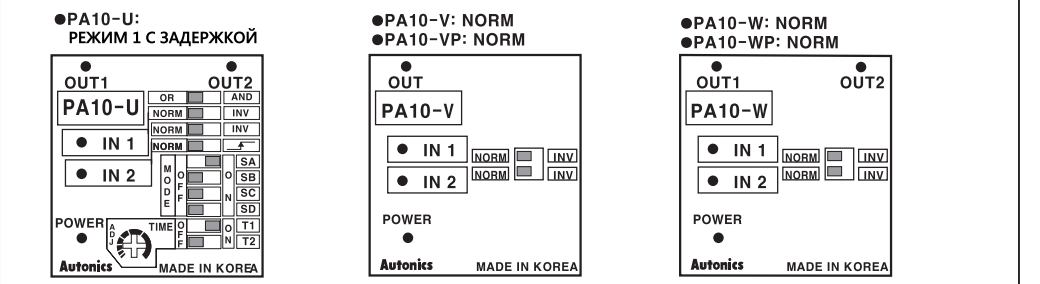 ●PA10-U:
РЕЖИМ 1 С ЗАДЕРЖКОЙ
OUT1 OUT2
PA10-U
OR AND
NORM INV
NORM INV
NORM
IN 1
IN 2
MODE
OFF ON
SA
SB
SC
SD
POWER
ADJ
TIME
OFF ON
T1
T2
Autonics MADE IN KOREA
●PA10-V: NORM
●PA10-VP: NORM
OUT
PA10-V
IN 1
NORM INV
IN 2
NORM INV
POWER
Autonics MADE IN KOREA
●PA10-W: NORM
●PA10-WP: NORM
OUT1 OUT2
PA10-W
IN 1
NORM INV
IN 2
NORM INV
POWER
Autonics MADE IN KOREA